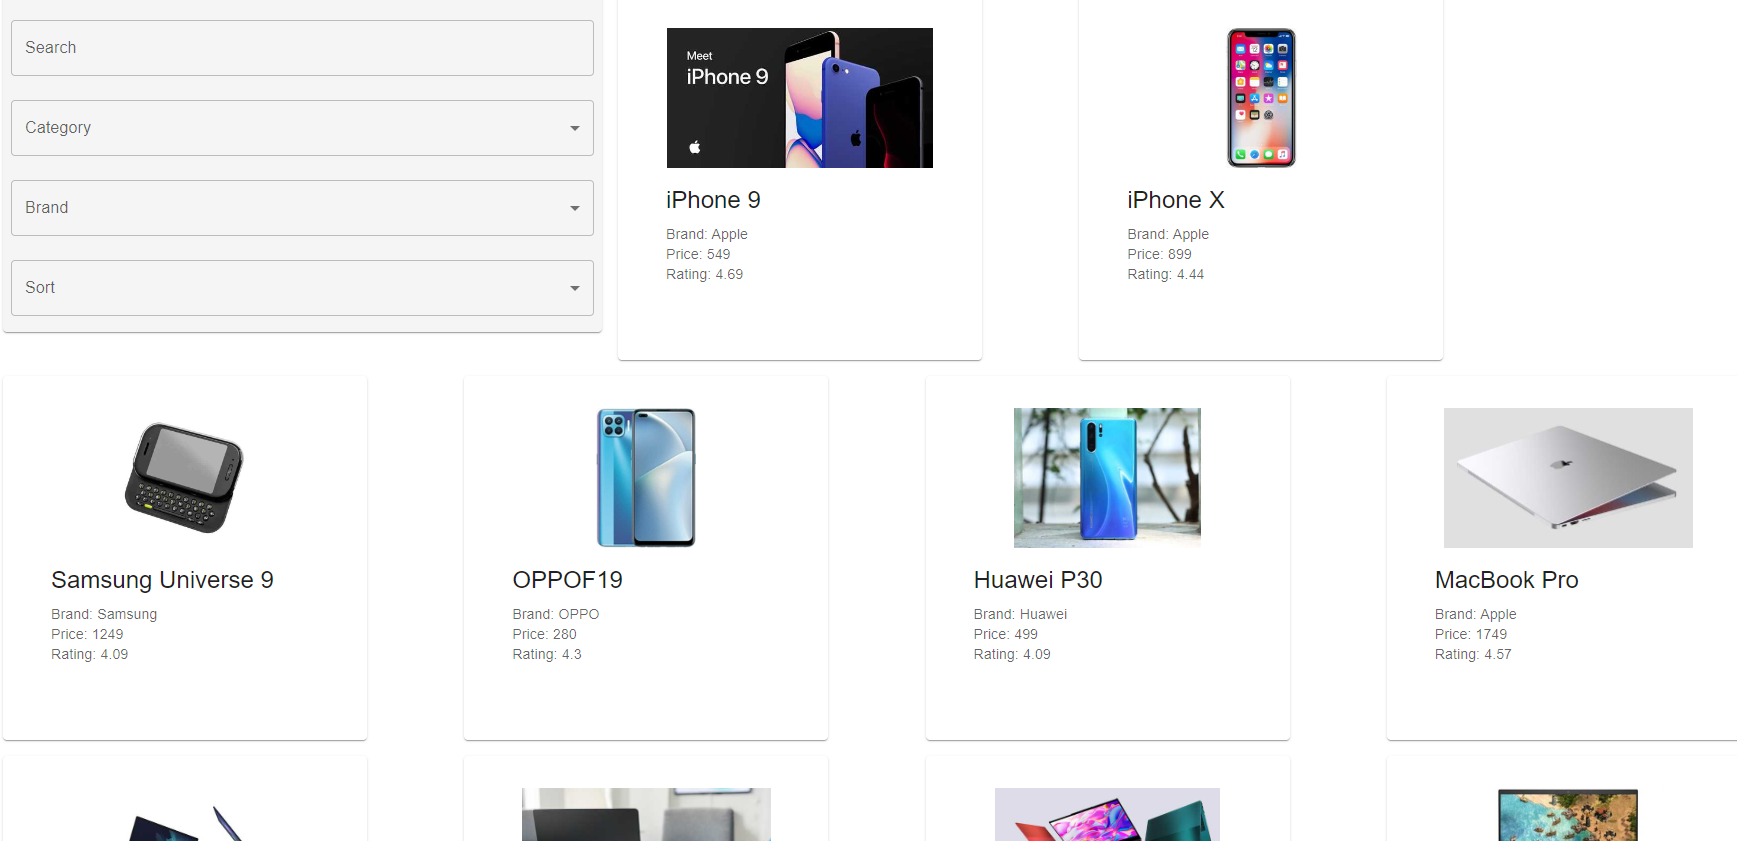 Search
Category
Brand
Sort
Meet
iPhone 9
iPhone 9
Brand: Apple
Price: 549
Rating: 4.69
iPhone X
Brand: Apple
Price: 899
Rating: 4.44
Samsung Universe 9
Brand: Samsung
Price: 1249
Rating: 4.09
OPPOF19
Brand: OPPO
Price: 280
Rating: 4.3
Huawei P30
Brand: Huawei
Price: 499
Rating: 4.09
MacBook Pro
Brand: Apple
Price: 1749
Rating: 4.57